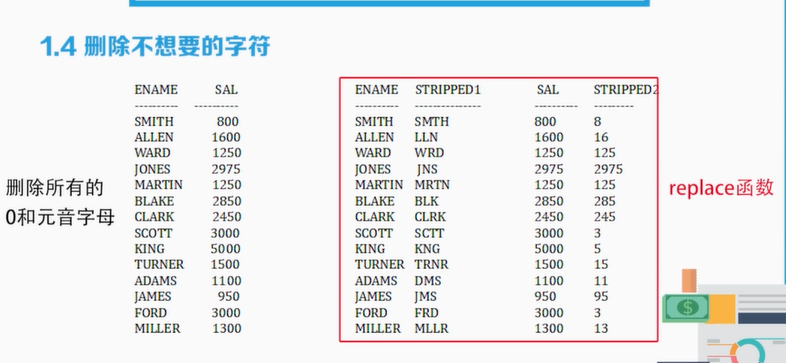 1.4 删除不想要的字符
ENAME SAL
---------- ----------
SMITH 800
ALLEN 1600
WARD 1250
JONES 2975
MARTIN 1250
BLAKE 2850
CLARK 2450
SCOTT 3000
KING 5000
TURNER 1500
ADAMS 1100
JAMES 950
FORD 3000
MILLER 1300
删除所有的
0和元音字母
ENAME STRIPPED1 SAL STRIPPED2
---------- --------------- ---------- ---------
SMITH SMTH 800 8
ALLEN LLN 1600 16
WARD WRD 1250 125
JONES JNS 2975 2975
MARTIN MRTN 1250 125
BLAKE BLK 2850 285
CLARK CLRK 2450 245
SCOTT SCTT 3000 3
KING KNG 5000 5
TURNER TRNR 1500 15
ADAMS DMS 1100 11
JAMES JMS 950 95
FORD FRD 3000 3
MILLER MLLR 1300 13
replace函数
$